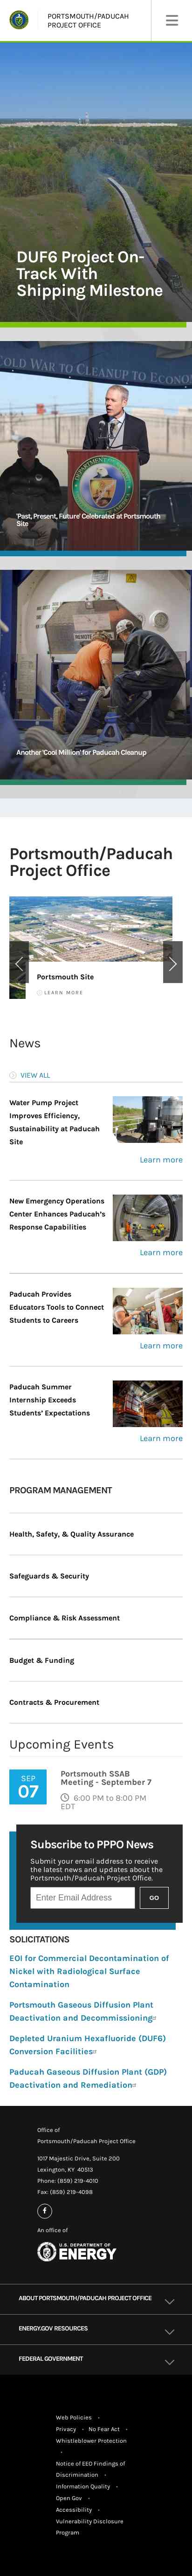 PORTSMOUTH/PADUCAH
PROJECT OFFICE
DUF6 Project On-
Track With
Shipping Milestone
'Past, Present, Future' Celebrated at Portsmouth
Site
Another 'Cool Million' for Paducah Cleanup
Portsmouth/Paducah
Project Office
Portsmouth Site
LEARN MORE
News
VIEW ALL
Water Pump Project
Improves Efficiency,
Sustainability at Paducah
Site
Learn more
New Emergency Operations
Center Enhances Paducah's
Response Capabilities
Learn more
Paducah Provides
Educators Tools to Connect
Students to Careers
Learn more
Paducah Summer
Internship Exceeds
Students' Expectations
Learn more
PROGRAM MANAGEMENT
Health, Safety, & Quality Assurance
Safeguards & Security
Compliance & Risk Assessment
Budget & Funding
Contracts & Procurement
Upcoming Events
SEP
07
Portsmouth SSAB
Meeting - September 7
6:00 PM to 8:00 PM
EDT
Subscribe to PPPO News
Submit your email address to receive
the latest news and updates about the
Portsmouth/Paducah Project Office.
Enter Email Address
GO
SOLICITATIONS
EOI for Commercial Decontamination of
Nickel with Radiological Surface
Contamination
Portsmouth Gaseous Diffusion Plant
Deactivation and Decommissioning
Depleted Uranium Hexafluoride (DUF6)
Conversion Facilities
Paducah Gaseous Diffusion Plant (GDP)
Deactivation and Remediation
Office of
Portsmouth/Paducah Project Office
1017 Majestic Drive, Suite 200
Lexington, KY 40513
Phone: (859) 219-4010
Fax: (859) 219-4098
An office of
U.S. DEPARTMENT OF
ENERGY
ABOUT PORTSMOUTH/PADUCAH PROJECT OFFICE
ENERGY.GOV RESOURCES
FEDERAL GOVERNMENT
Web Policies •
Privacy • No Fear Act •
Whistleblower Protection
•
Notice of EEO Findings of
Discrimination •
Information Quality •
Open Gov •
Accessibility •
Vulnerability Disclosure
Program